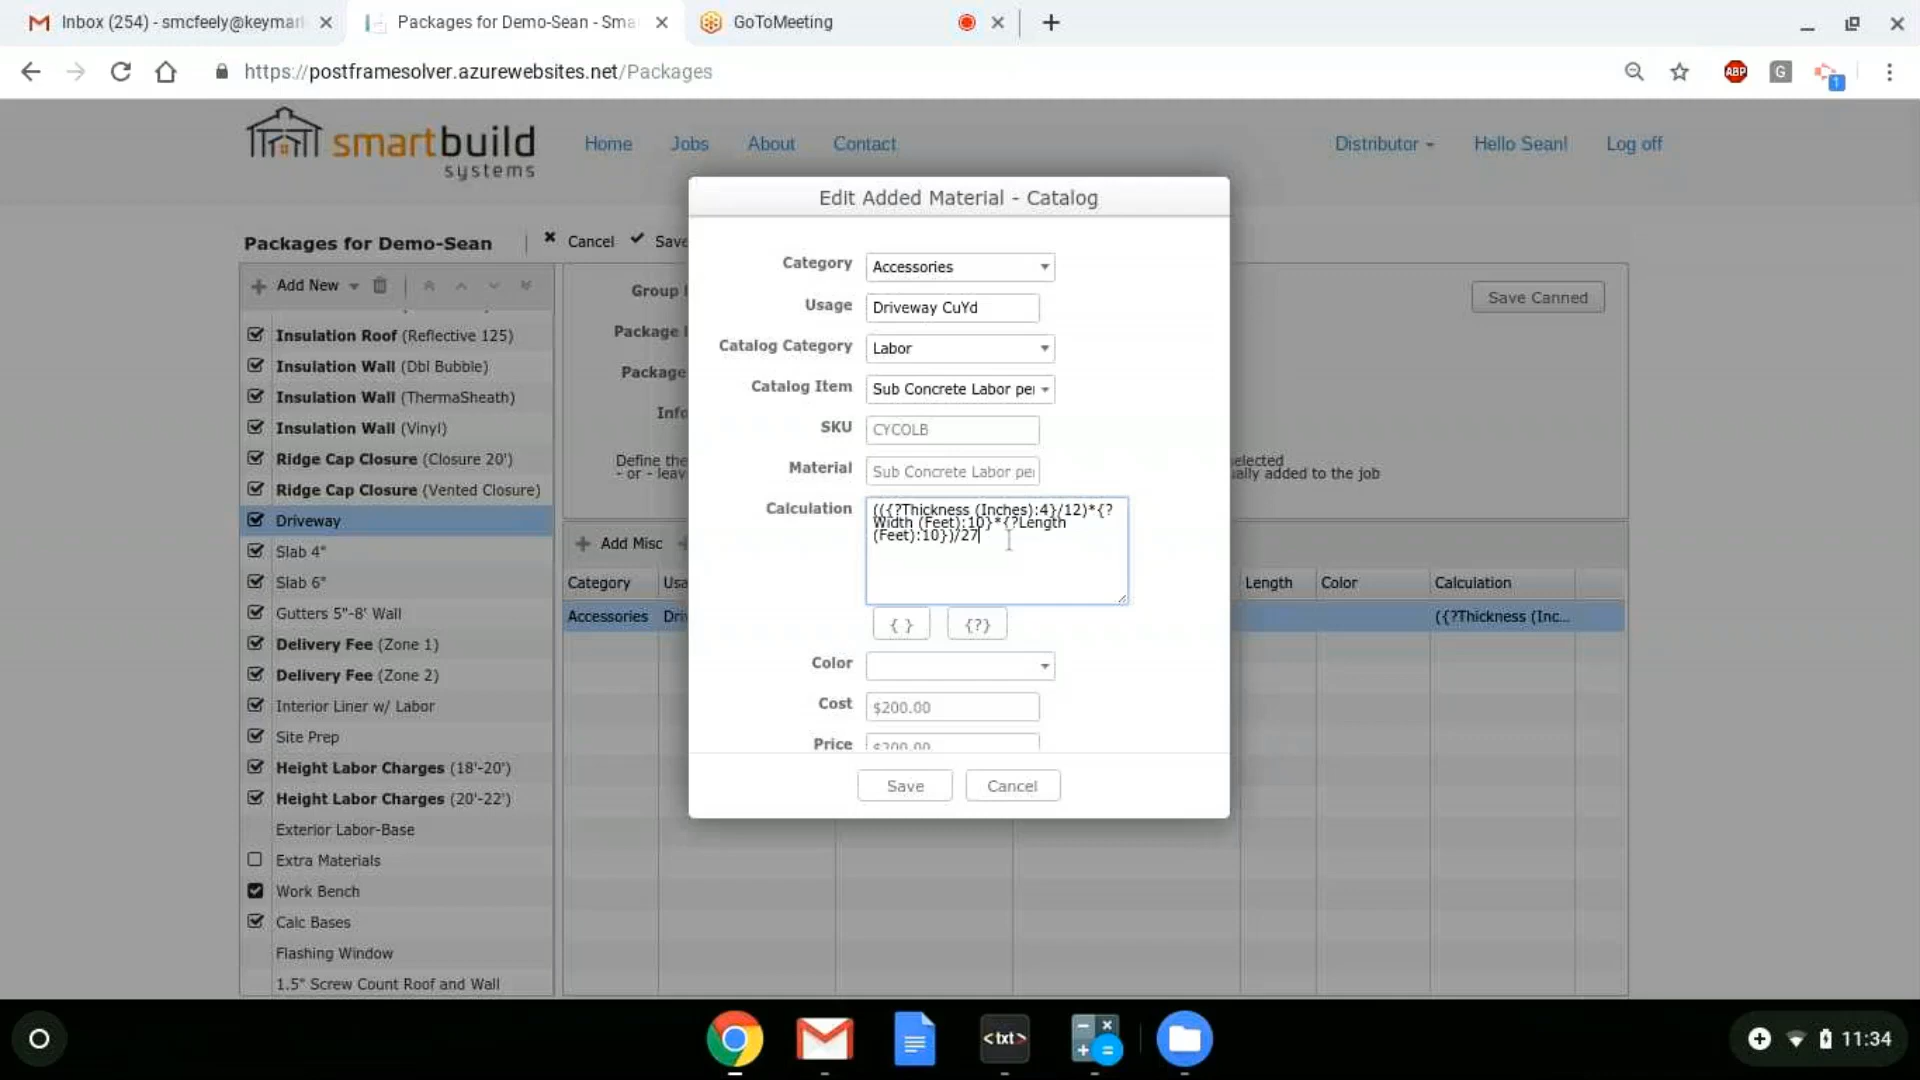 Inbox (254) - smcfeely@keymar
Packages for Demo-Sean - Sma
GoToMeeting
https://postframesolver.azurewebsites.net/Packages
ABP
G
1
smartbuild
systems
Home
Jobs
About
Contact
Distributor
Hello Sean!
Log off
Packages for Demo-Sean
Cancel
Save
Add New
Insulation Roof (Reflective 125)
Insulation Wall (Dbl Bubble)
Insulation Wall (ThermaSheath)
Insulation Wall (Vinyl)
Ridge Cap Closure (Closure 20')
Ridge Cap Closure (Vented Closure)
Driveway
Slab 4"
Slab 6"
Gutters 5"-8' Wall
Delivery Fee (Zone 1)
Delivery Fee (Zone 2)
Interior Liner w/ Labor
Site Prep
Height Labor Charges (18'-20')
Height Labor Charges (20'-22')
Exterior Labor-Base
Extra Materials
Work Bench
Calc Bases
Flashing Window
1.5" Screw Count Roof and Wall
Group
Package
Package
Info
Save Canned
Define the
- or - leav
elected
ally added to the job
Add Misc
Category
Usa
Length
Color
Calculation
Accessories
Driv
({?Thickness (Inc...
Edit Added Material - Catalog
Category
Accessories
Usage
Driveway CuYd
Catalog Category
Labor
Catalog Item
Sub Concrete Labor per
SKU
CYCOLB
Material
Sub Concrete Labor per
Calculation
(({?Thickness (Inches):4}/12)*{?
Width (Feet):10}*{?Length
(Feet):10})/27
{ }
{?}
Color
Cost
$200.00
Price
$200.00
Save
Cancel
<txt>
11:34